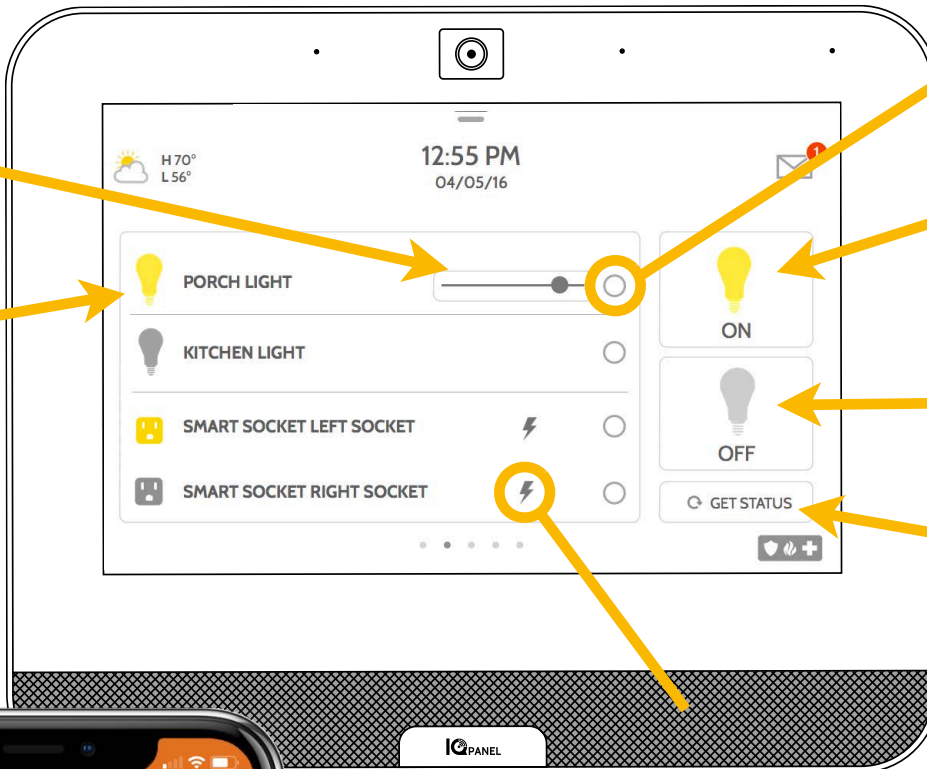 H 70°
L 56°
12:55 PM
04/05/16
1
PORCH LIGHT
KITCHEN LIGHT
SMART SOCKET LEFT SOCKET
SMART SOCKET RIGHT SOCKET
ON
OFF
GET STATUS
IQ PANEL